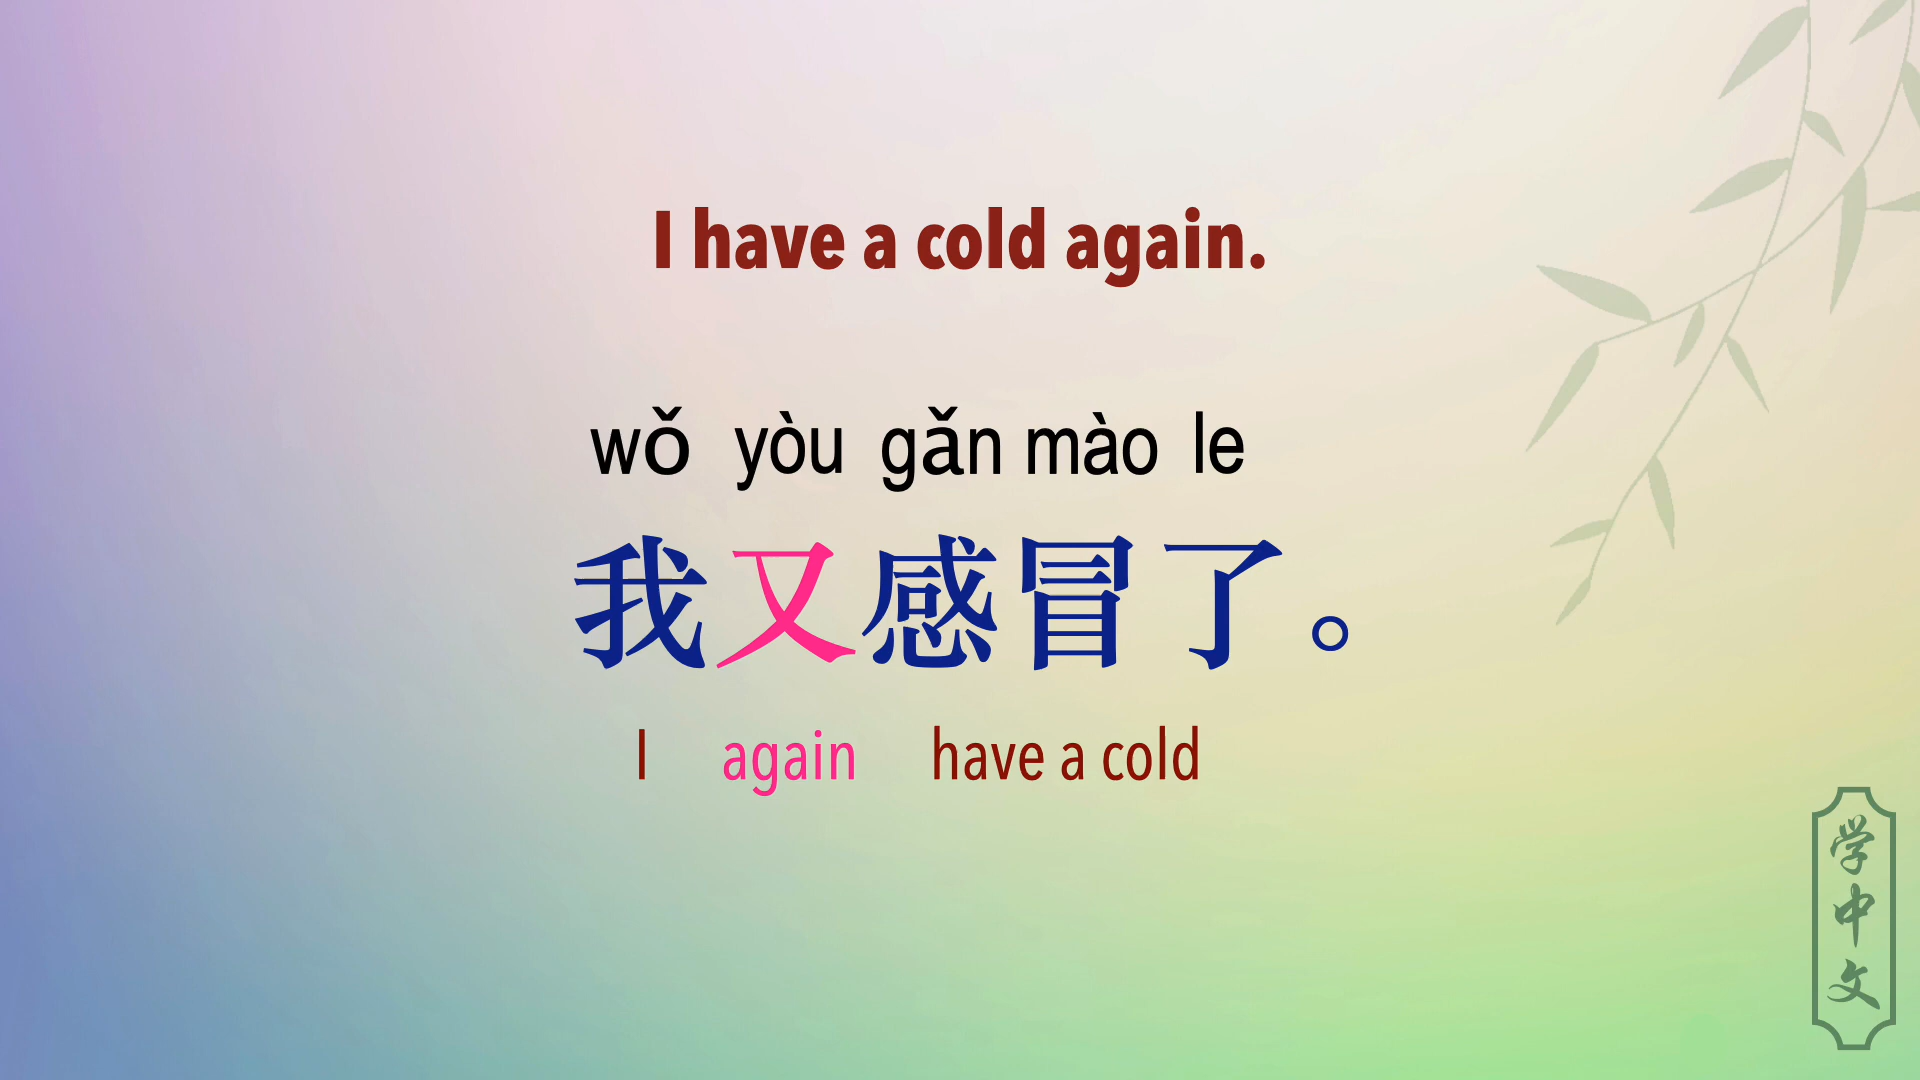 I have a cold again.
wǒ yòu gǎn mào le
我又感冒了。
I again have a cold
学中文